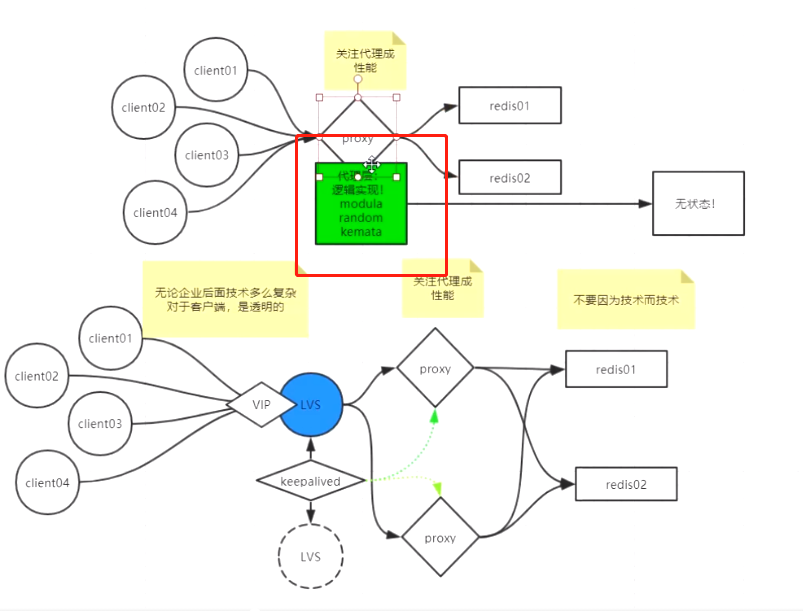 关注代理成
性能
client01
client02
client03
client04
proxy
redis01
redis02
代理层:
逻辑实现!
modula
random
kemata
无状态!
无论企业后面技术多么复杂
对于客户端，是透明的
关注代理成
性能
不要因为技术而技术
client01
client02
client03
client04
VIP
LVS
proxy
redis01
keepalived
redis02
proxy
LVS